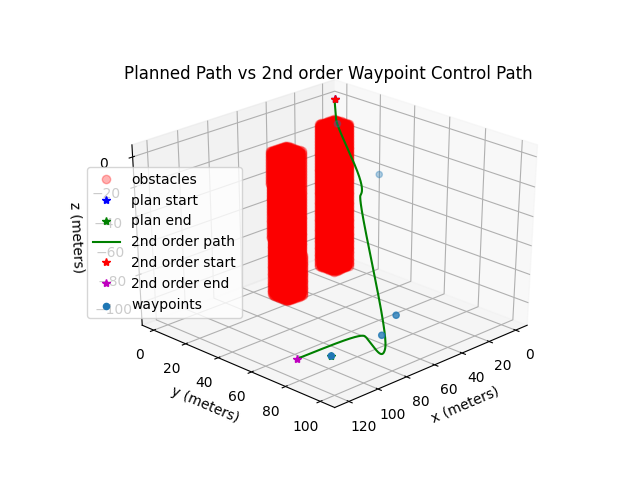 Planned Path vs 2nd order Waypoint Control Path
obstacles
plan start
plan end
2nd order path
2nd order start
2nd order end
waypoints
z (meters)
0
−20
−40
−60
−80
−100
y (meters)
0
20
40
60
80
100
x (meters)
120
100
80
60
40
20
0